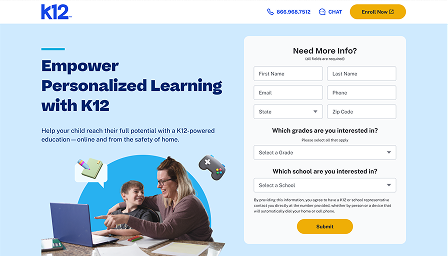 K12
866.968.7512
CHAT
Enroll Now
Need More Info?
(All fields are required)
Empower
Personalized Learning
with K12
First Name
Last Name
Email
Phone
State
Zip Code
Help your child reach their full potential with a K12-powered
education—online and from the safety of home.
Which grades are you interested in?
Please select all that apply
Select a Grade
Which school are you interested in?
Select a School
By providing this information, you agree to have a K12 or school representative
contact you directly at the number provided, whether by person or a device that
will automatically dial your home or cell phone.
Submit